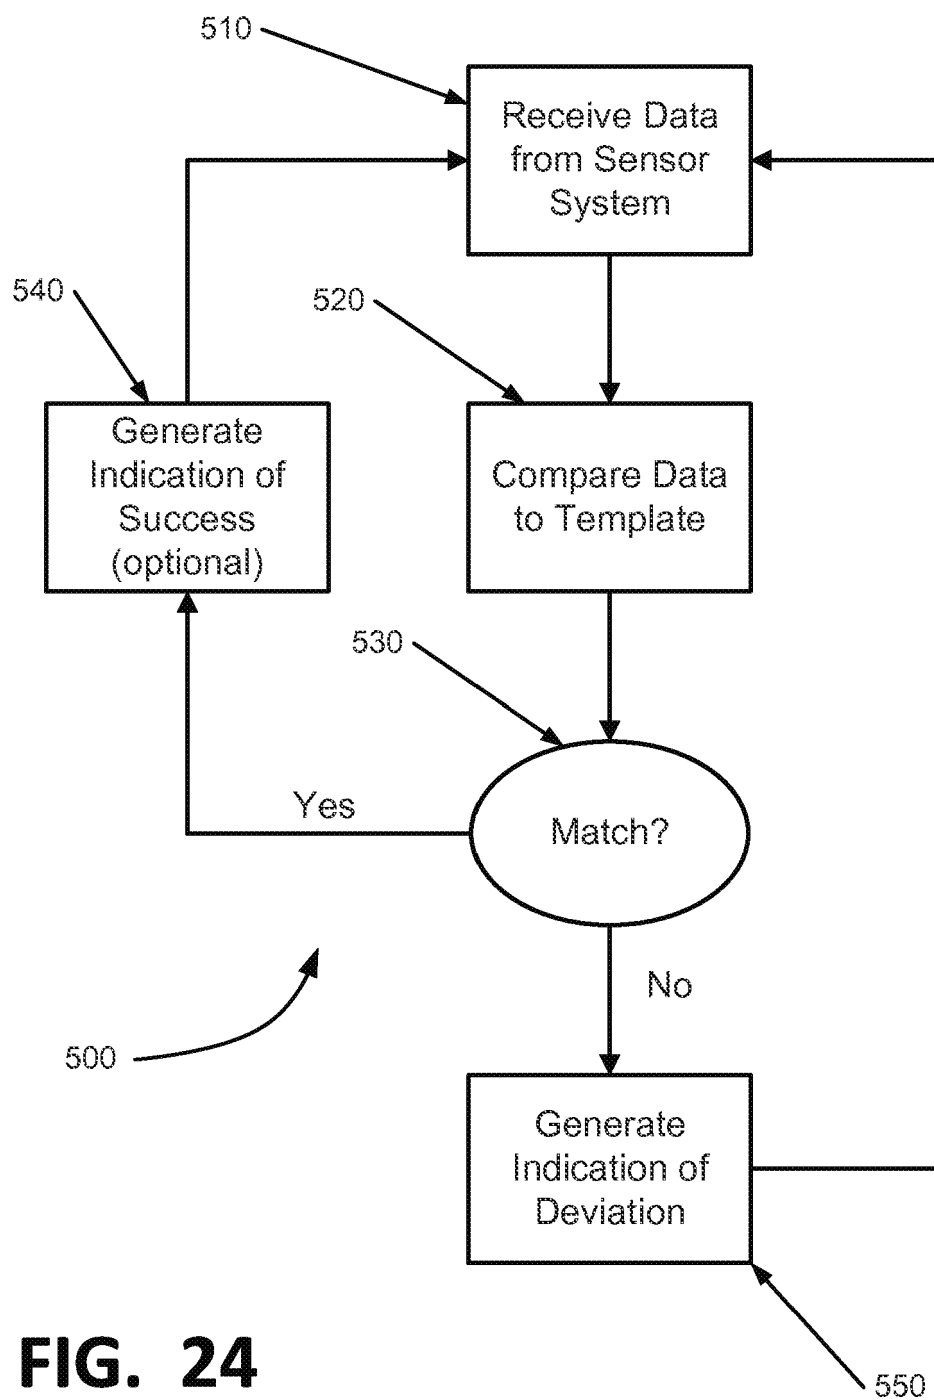 510
Receive Data
from Sensor
System
540
520
Generate
Indication of
Success
(optional)
Compare Data
to Template
530
Yes
Match?
No
500
Generate
Indication of
Deviation
FIG. 24
550